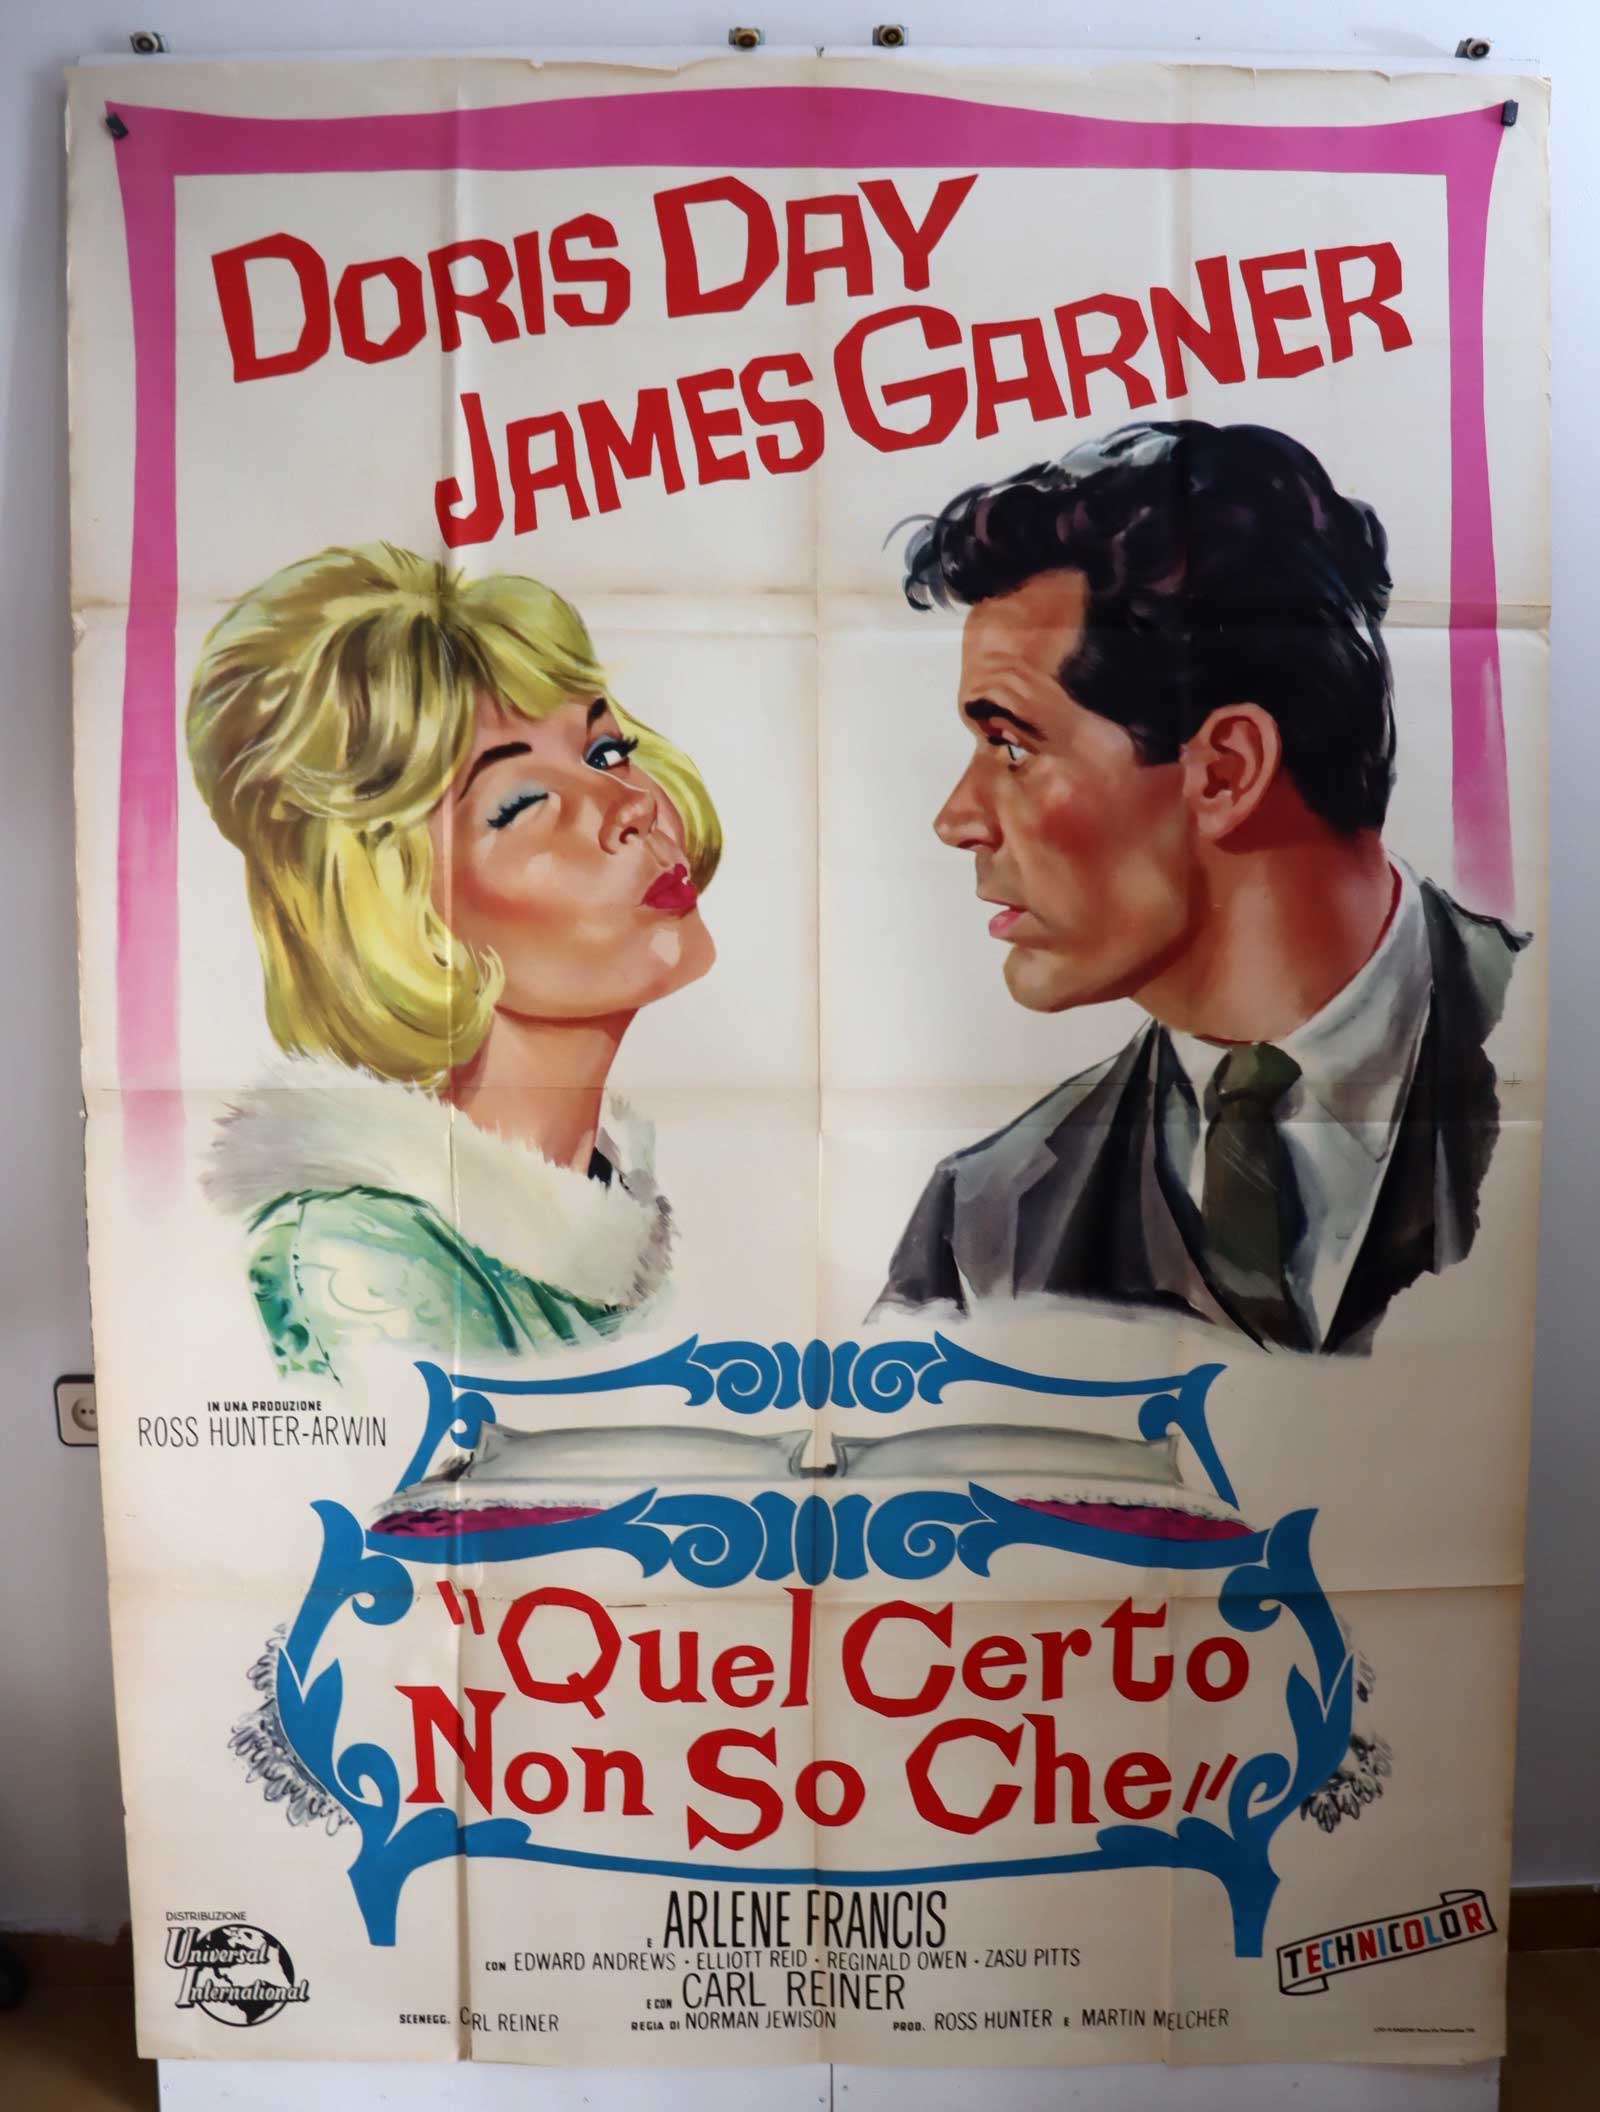 DORIS DAY
JAMES GARNER
IN UNA PRODUZIONE
ROSS HUNTER-ARWIN
"QUEL CERTO
NON SO CHE"
E ARLENE FRANCIS
CON EDWARD ANDREWS · ELLIOTT REID · REGINALD OWEN · ZASU PITTS
E CON CARL REINER
SCENEGG. CRL REINER REGIA DI NORMAN JEWISON PROD. ROSS HUNTER E MARTIN MELCHER
DISTRIBUZIONE
Universal
International
TECHNICOLOR